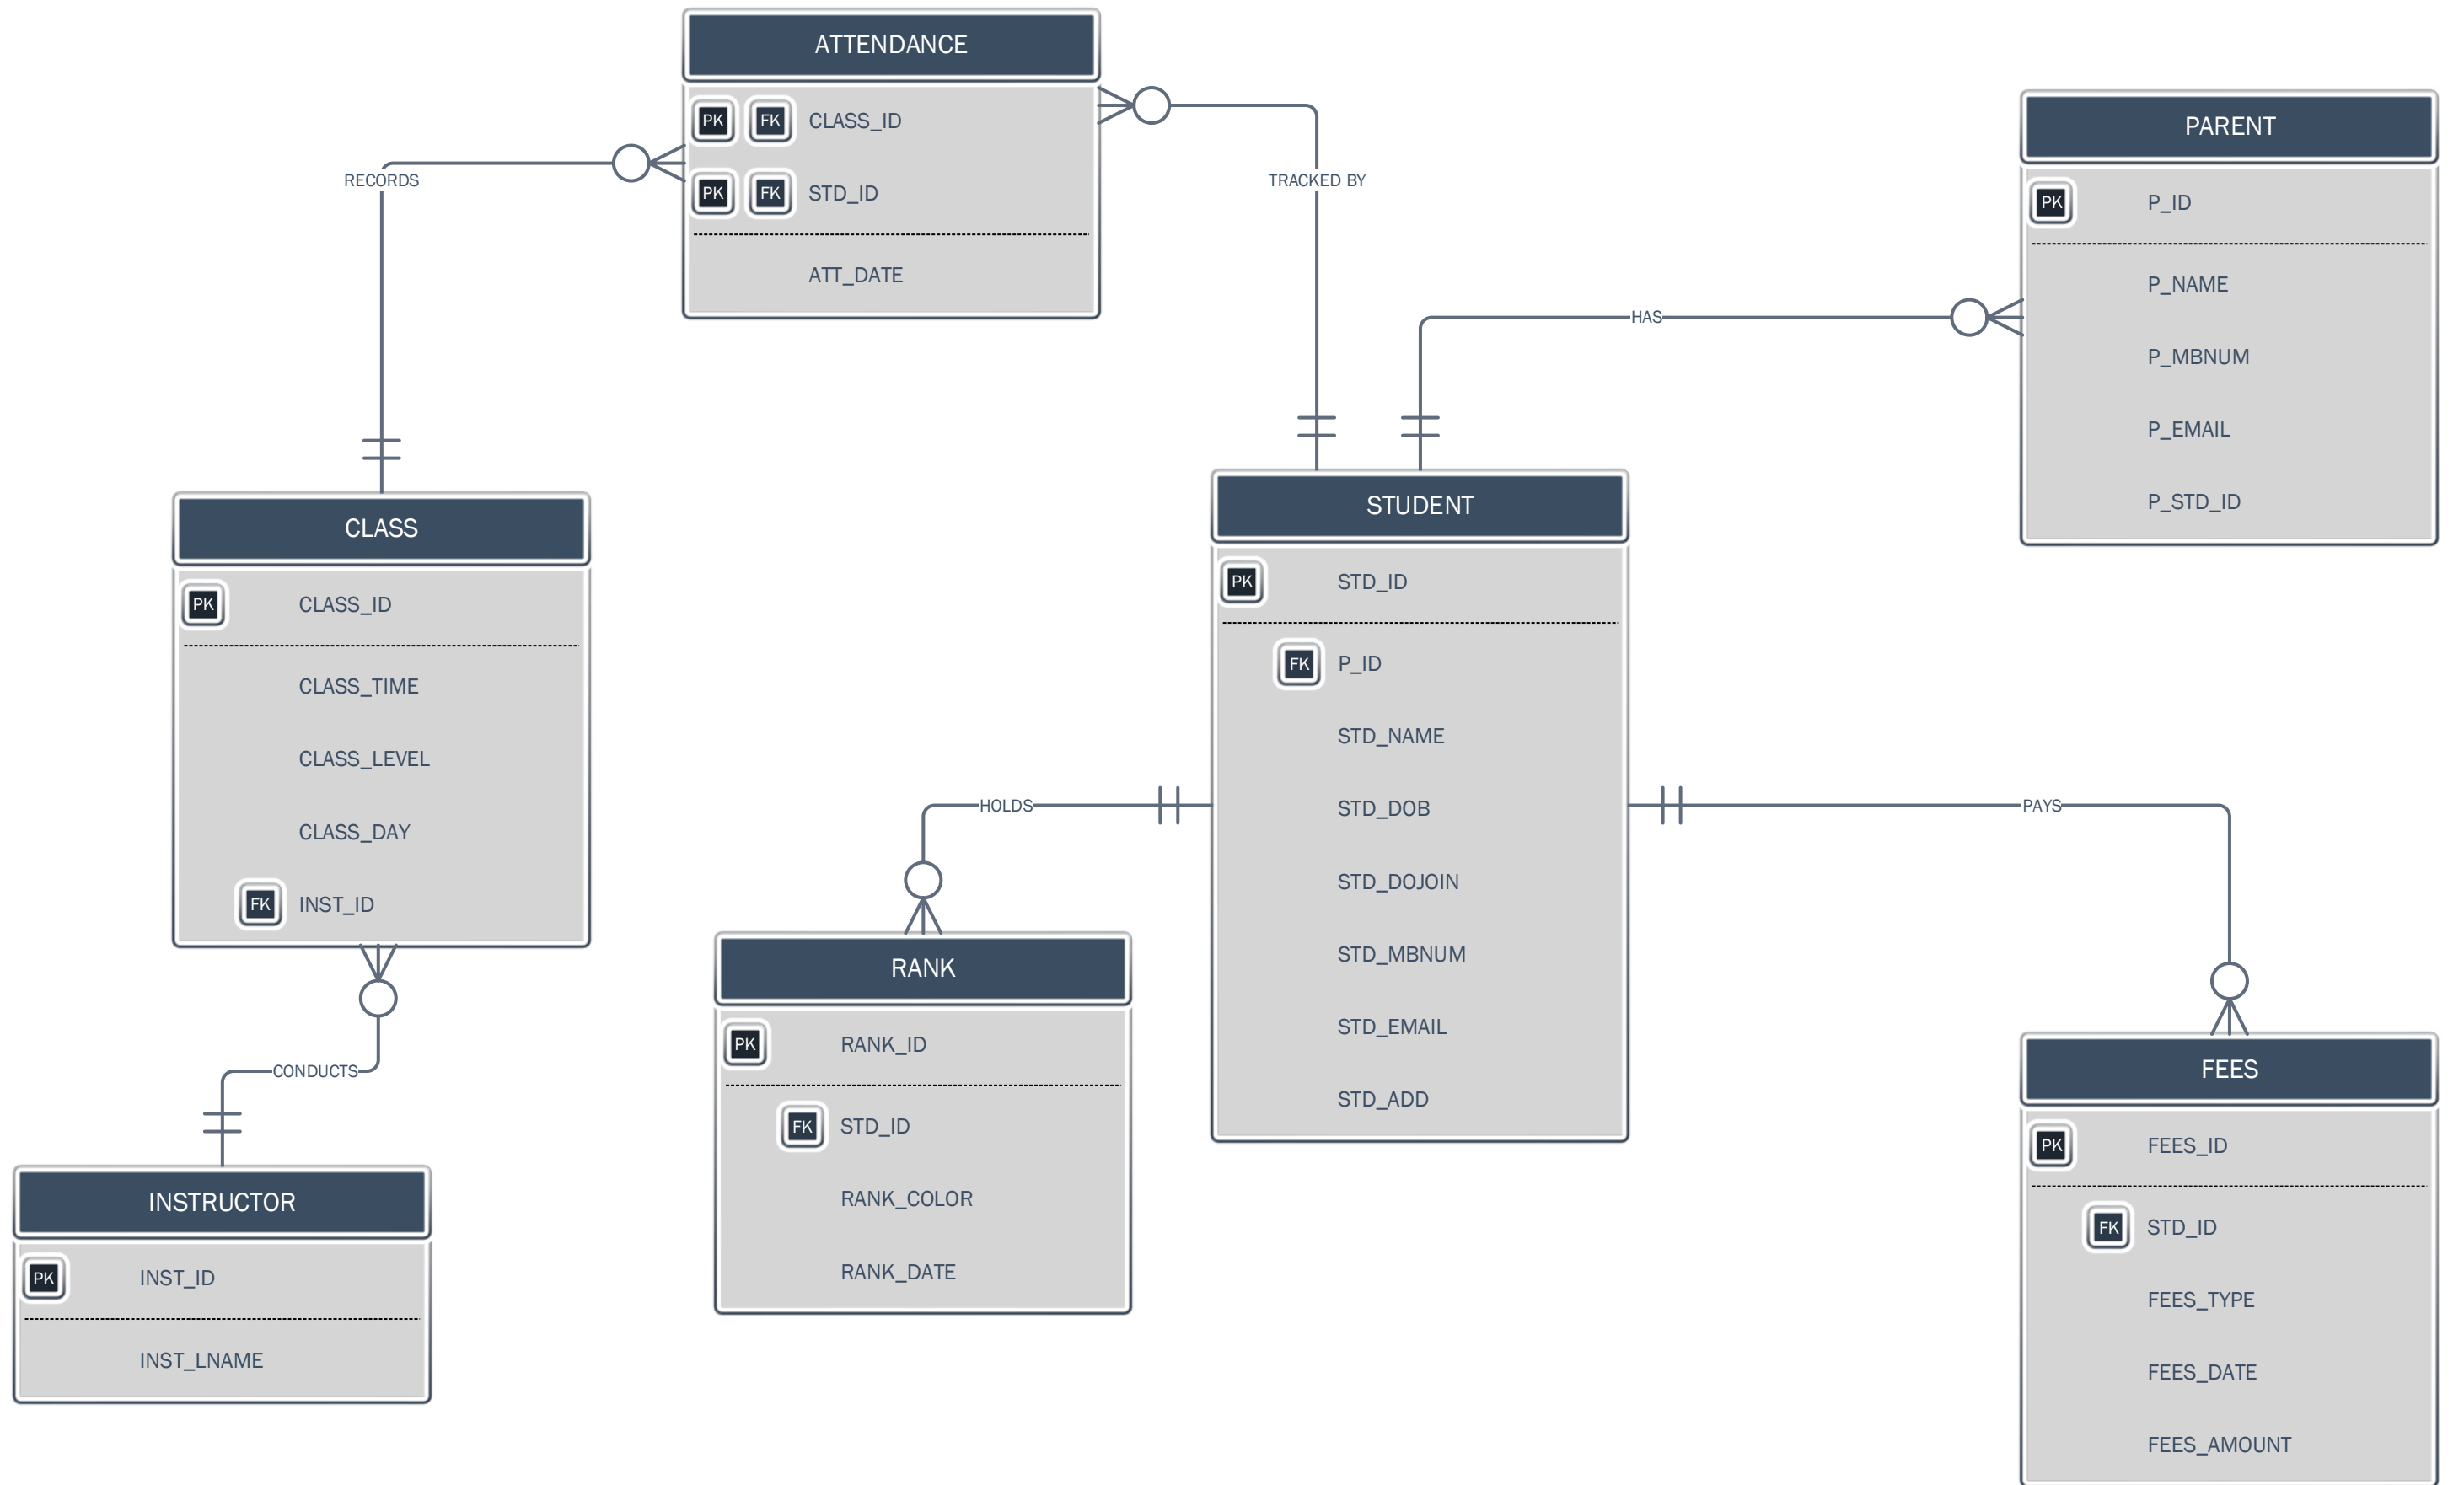 ATTENDANCE
PK FK CLASS_ID
PK FK STD_ID
ATT_DATE
RECORDS
TRACKED BY
PARENT
PK P_ID
P_NAME
P_MBNUM
P_EMAIL
P_STD_ID
HAS
CLASS
PK CLASS_ID
CLASS_TIME
CLASS_LEVEL
CLASS_DAY
FK INST_ID
STUDENT
PK STD_ID
FK P_ID
STD_NAME
STD_DOB
STD_DOJOIN
STD_MBNUM
STD_EMAIL
STD_ADD
HOLDS
PAYS
CONDUCTS
RANK
PK RANK_ID
FK STD_ID
RANK_COLOR
RANK_DATE
FEES
PK FEES_ID
FK STD_ID
FEES_TYPE
FEES_DATE
FEES_AMOUNT
INSTRUCTOR
PK INST_ID
INST_LNAME